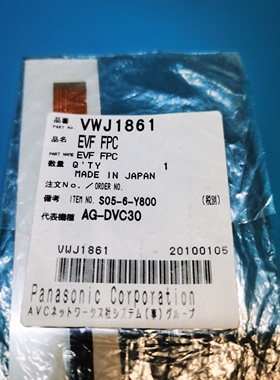 品番 PART NO. VWJ1861
品名 EVF FPC
PART NAME EVF FPC
数量 Q'TY 1
MADE IN JAPAN
注文No. / ORDER NO.
備考 ITEM NO. S05-6-Y800 (税別)
代表機種 AG-DVC30
VWJ1861 20100105
Panasonic Corporation
AVCネットワークス社システム(事)グループ